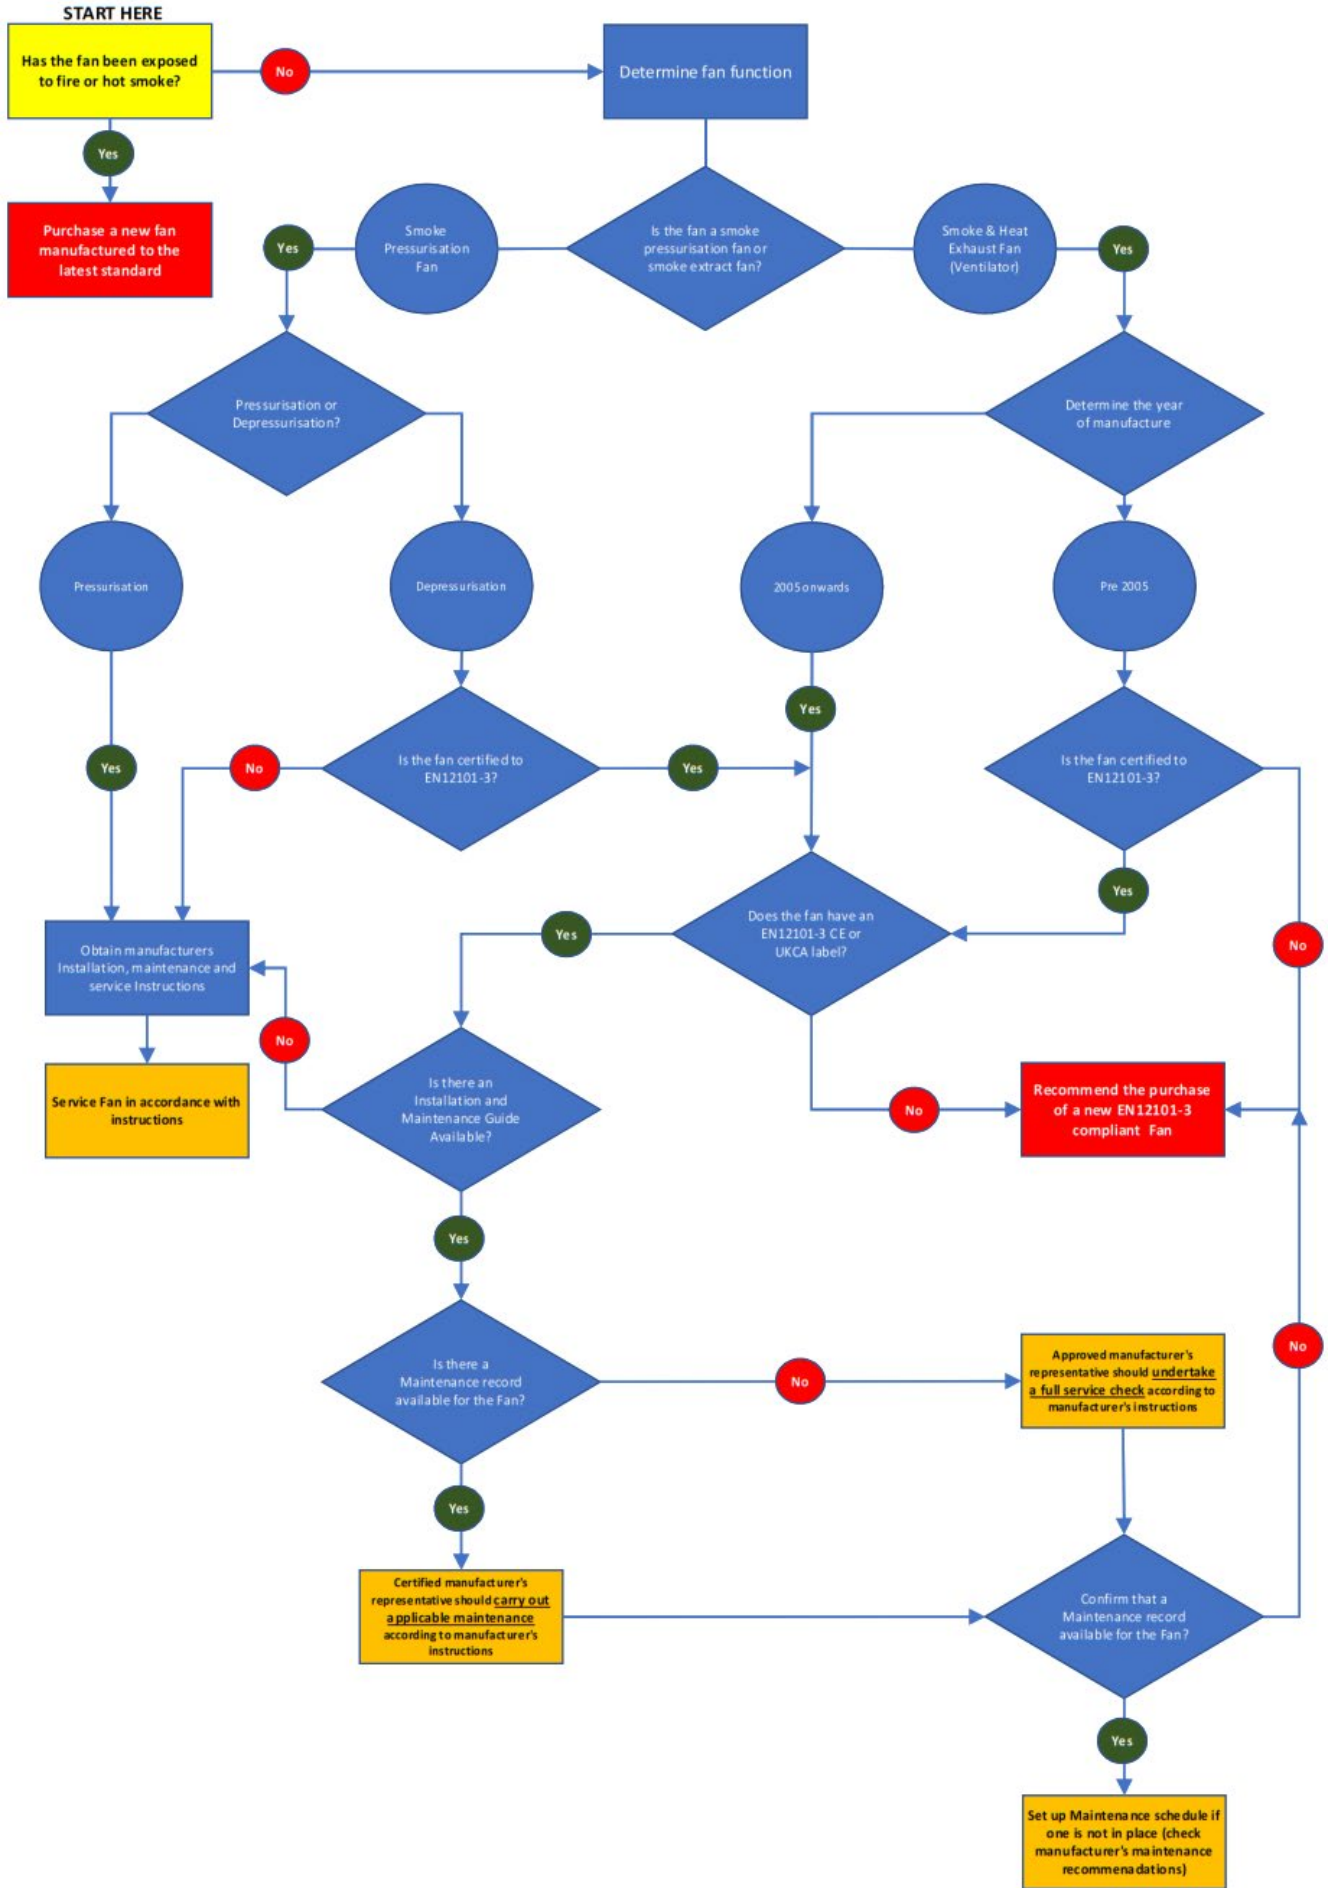 START HERE
Has the fan been exposed
to fire or hot smoke?
No
Determine fan function
Yes
Purchase a new fan
manufactured to the
latest standard
Yes
Smoke
Pressurisation
Fan
Is the fan a smoke
pressurisation fan or
smoke extract fan?
Smoke & Heat
Exhaust Fan
(Ventilator)
Yes
Pressurisation or
Depressurisation?
Determine the year
of manufacture
Pressurisation
Depressurisation
2005 onwards
Pre 2005
Yes
Yes
No
Is the fan certified to
EN12101-3?
Yes
Is the fan certified to
EN12101-3?
Yes
Obtain manufacturers
Installation, maintenance and
service Instructions
Yes
Does the fan have an
EN12101-3 CE or
UKCA label?
No
No
Service Fan in accordance with
instructions
Is there an
Installation and
Maintenance Guide
Available?
No
Recommend the purchase
of a new EN12101-3
compliant Fan
Yes
Is there a
Maintenance record
available for the Fan?
No
Approved manufacturer's
representative should undertake
a full service check according to
manufacturer's instructions
No
Yes
Certified manufacturer's
representative should carry out
applicable maintenance
according to manufacturer's
instructions
Confirm that a
Maintenance record
available for the Fan?
Yes
Set up Maintenance schedule if
one is not in place (check
manufacturer's maintenance
recommenadations)